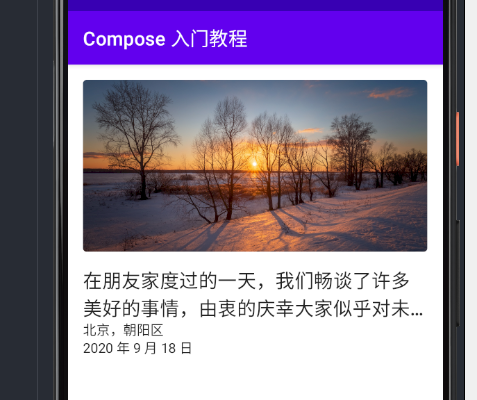 Compose 入门教程
在朋友家度过的一天，我们畅谈了许多
美好的事情，由衷的庆幸大家似乎对未…
北京，朝阳区
2020 年 9 月 18 日